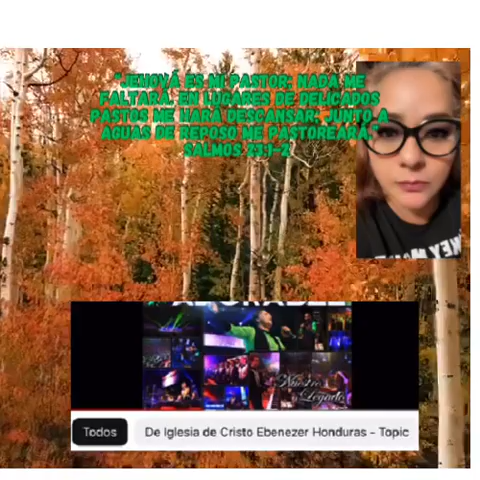 "JEHOVÁ ES MI PASTOR; NADA ME
FALTARÁ. EN LUGARES DE DELICADOS
PASTOS ME HARÁ DESCANSAR; JUNTO A
AGUAS DE REPOSO ME PASTOREARÁ."
SALMOS 23:1-2
Nuestro
Legado
Todos
De Iglesia de Cristo Ebenezer Honduras - Topic